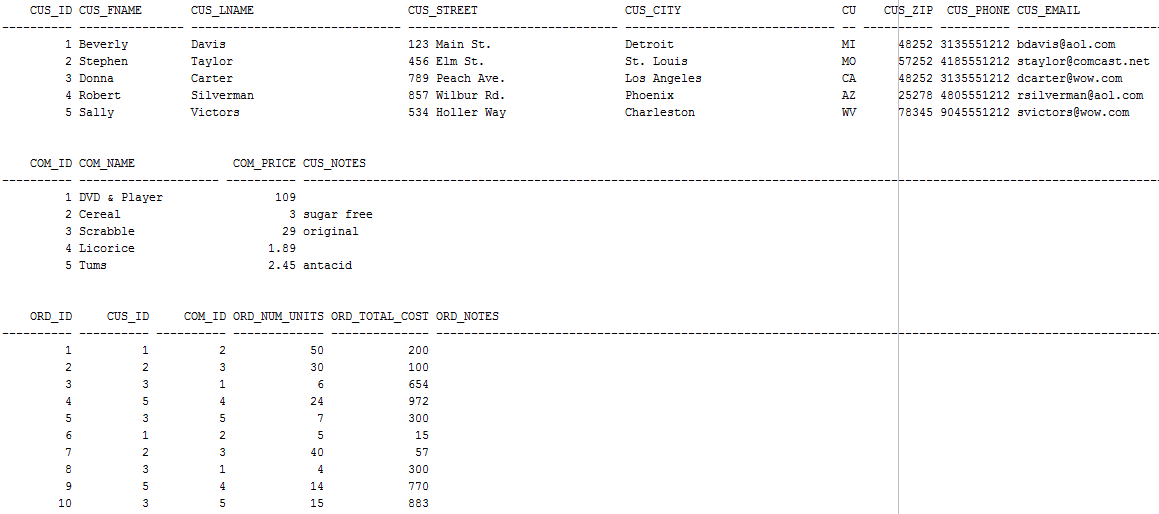 CUS_ID CUS_FNAME CUS_LNAME CUS_STREET CUS_CITY CU CUS_ZIP CUS_PHONE CUS_EMAIL
1 Beverly Davis 123 Main St. Detroit MI 48252 3135551212 bdavis@aol.com
2 Stephen Taylor 456 Elm St. St. Louis MO 57252 4185551212 staylor@comcast.net
3 Donna Carter 789 Peach Ave. Los Angeles CA 48252 3135551212 dcarter@wow.com
4 Robert Silverman 857 Wilbur Rd. Phoenix AZ 25278 4805551212 rsilverman@aol.com
5 Sally Victors 534 Holler Way Charleston WV 78345 9045551212 svictors@wow.com
COM_ID COM_NAME COM_PRICE CUS_NOTES
1 DVD & Player 109
2 Cereal 3 sugar free
3 Scrabble 29 original
4 Licorice 1.89
5 Tums 2.45 antacid
ORD_ID CUS_ID COM_ID ORD_NUM_UNITS ORD_TOTAL_COST ORD_NOTES
1 1 2 50 200
2 2 3 30 100
3 3 1 6 654
4 5 4 24 972
5 3 5 7 300
6 1 2 5 15
7 2 3 40 57
8 3 1 4 300
9 5 4 14 770
10 3 5 15 883